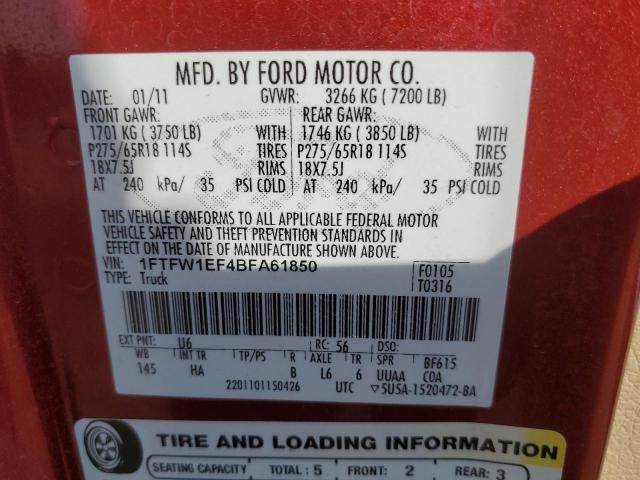 MFD. BY FORD MOTOR CO.
DATE: 01/11 GVWR: 3266 KG ( 7200 LB)
FRONT GAWR: REAR GAWR:
1701 KG ( 3750 LB) WITH 1746 KG ( 3850 LB) WITH
P275/65R18 114S TIRES P275/65R18 114S TIRES
18X7.5J RIMS 18X7.5J RIMS
AT 240 kPa/ 35 PSI COLD AT 240 kPa/ 35 PSI COLD
THIS VEHICLE CONFORMS TO ALL APPLICABLE FEDERAL MOTOR
VEHICLE SAFETY AND THEFT PREVENTION STANDARDS IN
EFFECT ON THE DATE OF MANUFACTURE SHOWN ABOVE.
VIN: 1FTFW1EF4BFA61850 F0105
TYPE: Truck T0316
EXT PNT: U6 RC: 56 DSO:
WB INT TR TP/PS R AXLE TR SPR BF615
145 HA B L6 6 UUAA COA
2201101150426 UTC ▽5U5A-1520472-BA
TIRE AND LOADING INFORMATION
SEATING CAPACITY TOTAL : 5 FRONT: 2 REAR: 3